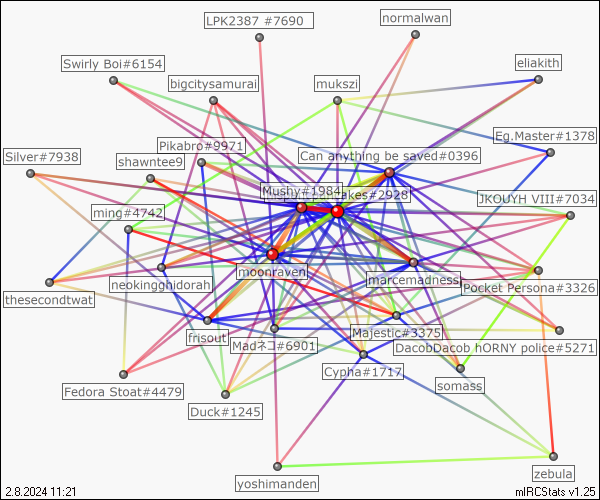 LPK2387 #7690
normalwan
Swirly Boi#6154
eliakith
bigcitysamurai
mukszi
Eg.Master#1378
Pikabro#9971
Can anything be saved#0396
Silver#7938
shawntee9
Mushy#1984
akes#2928
JKOUYH VIII#7034
ming#4742
moonraven
marcemadness
neokingghidorah
Pocket Persona#3326
thesecondtwat
frisout
Madネコ#6901
Majestic#3375
DacobDacob hORNY police#5271
Cypha#1717
Fedora Stoat#4479
somass
Duck#1245
yoshimanden
zebula
2.8.2024 11:21
mIRCStats v1.25